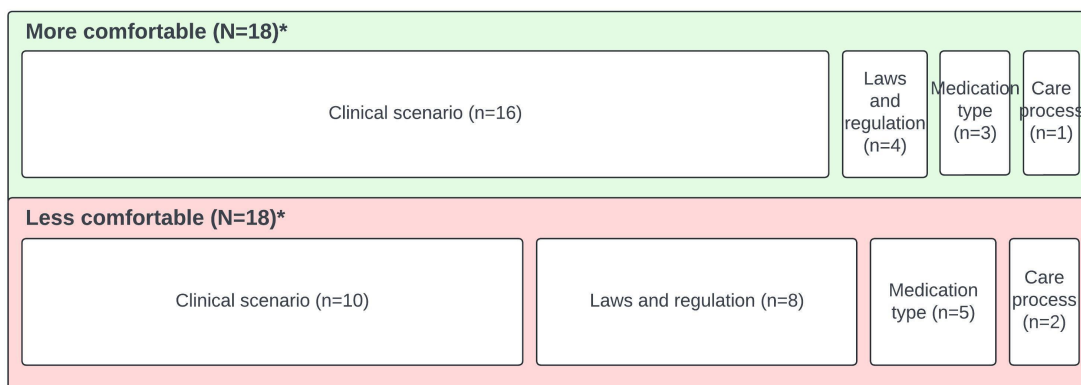 More comfortable (N=18)*
Clinical scenario (n=16)
Laws
and
regulation
(n=4)
Medication
type
(n=3)
Care
process
(n=1)
Less comfortable (N=18)*
Clinical scenario (n=10)
Laws and regulation (n=8)
Medication
type (n=5)
Care
process
(n=2)